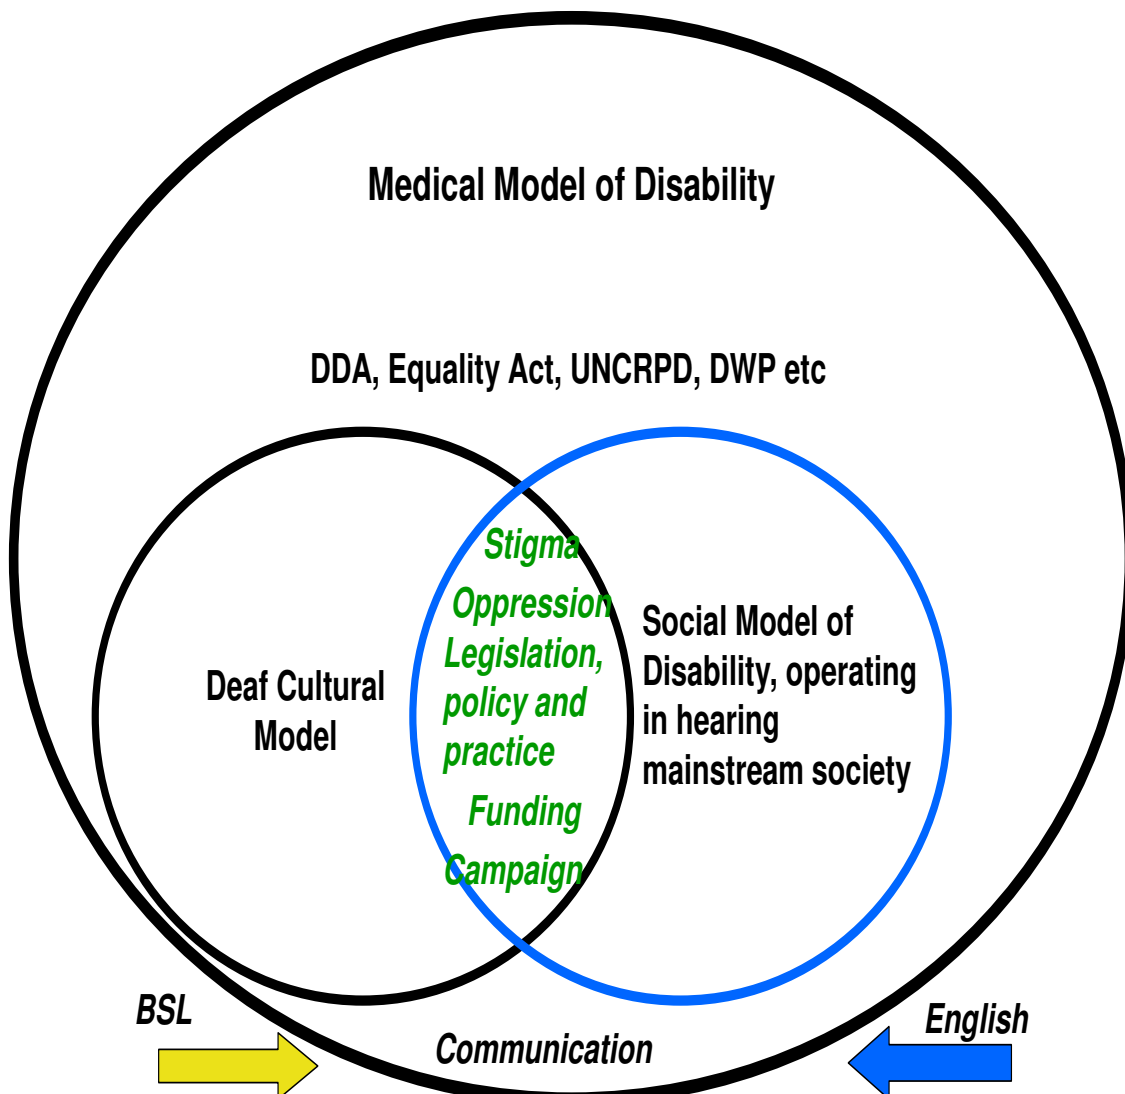 Medical Model of Disability
DDA, Equality Act, UNCRPD, DWP etc
Stigma
Oppression
Legislation,
policy and
practice
Funding
Campaign
Deaf Cultural
Model
Social Model of
Disability, operating
in hearing
mainstream society
BSL
Communication
English